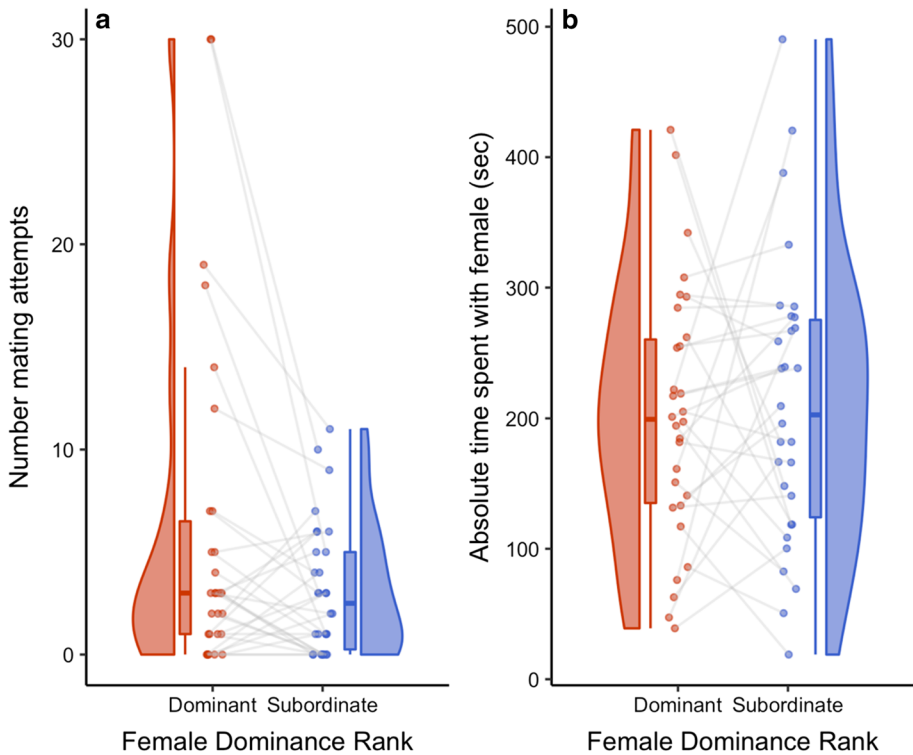 a
Number mating attempts
30
20
10
0
Dominant Subordinate
Female Dominance Rank
b
Absolute time spent with female (sec)
500
400
300
200
100
0
Dominant Subordinate
Female Dominance Rank